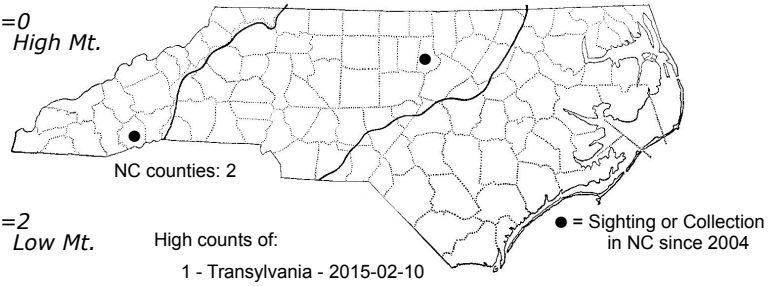 =0
High Mt.
NC counties: 2
=2
Low Mt.
High counts of:
1 - Transylvania - 2015-02-10
● = Sighting or Collection
in NC since 2004